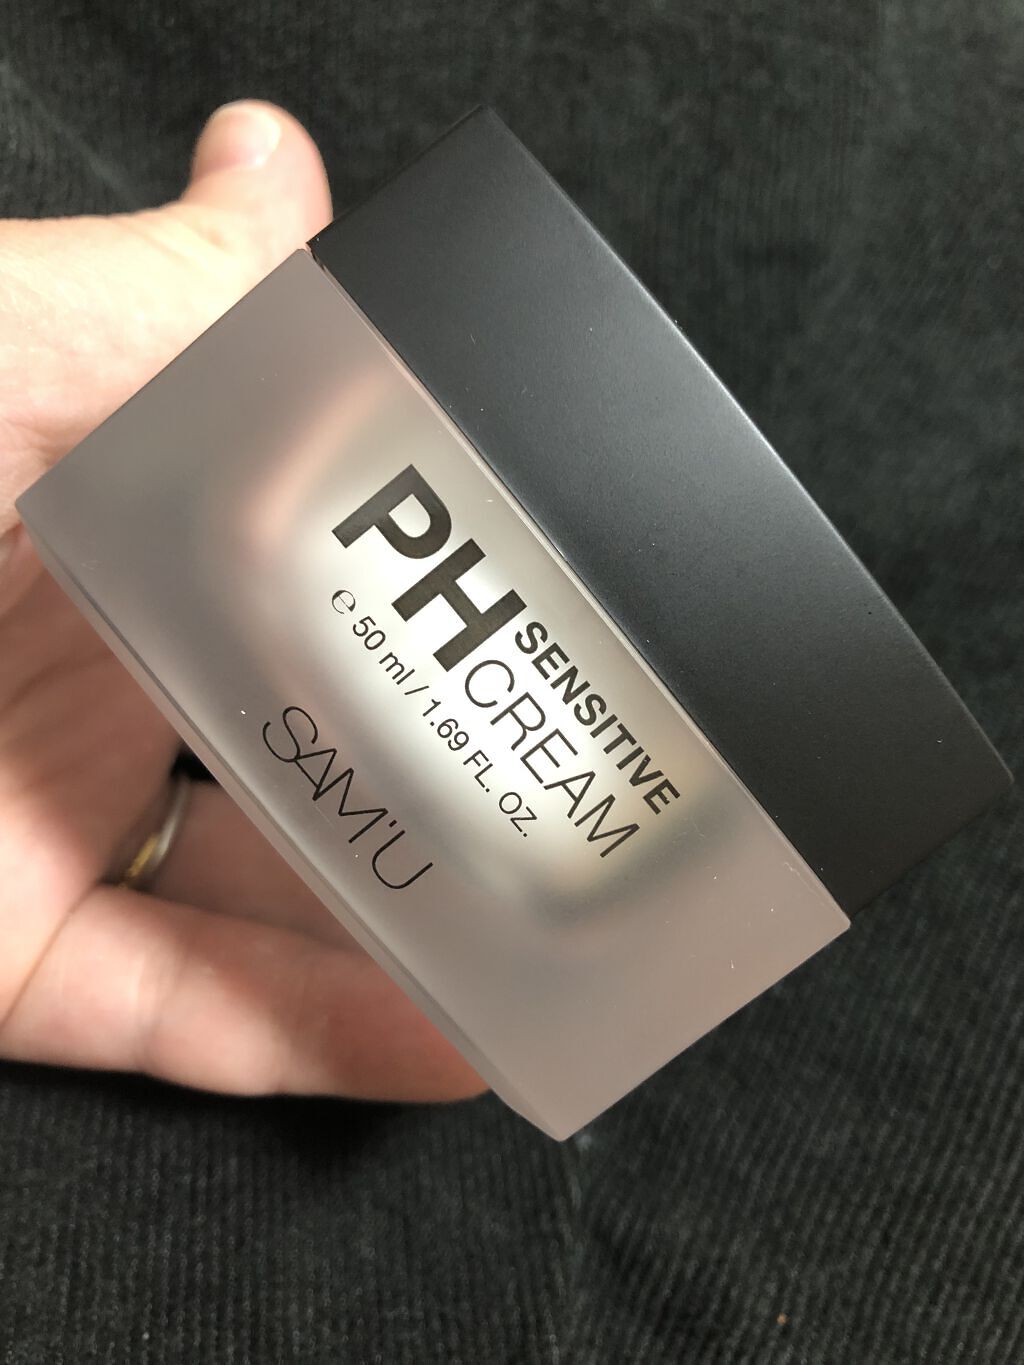 PH SENSITIVE
CREAM
℮ 50 ml / 1.69 FL. OZ.
SAM'U